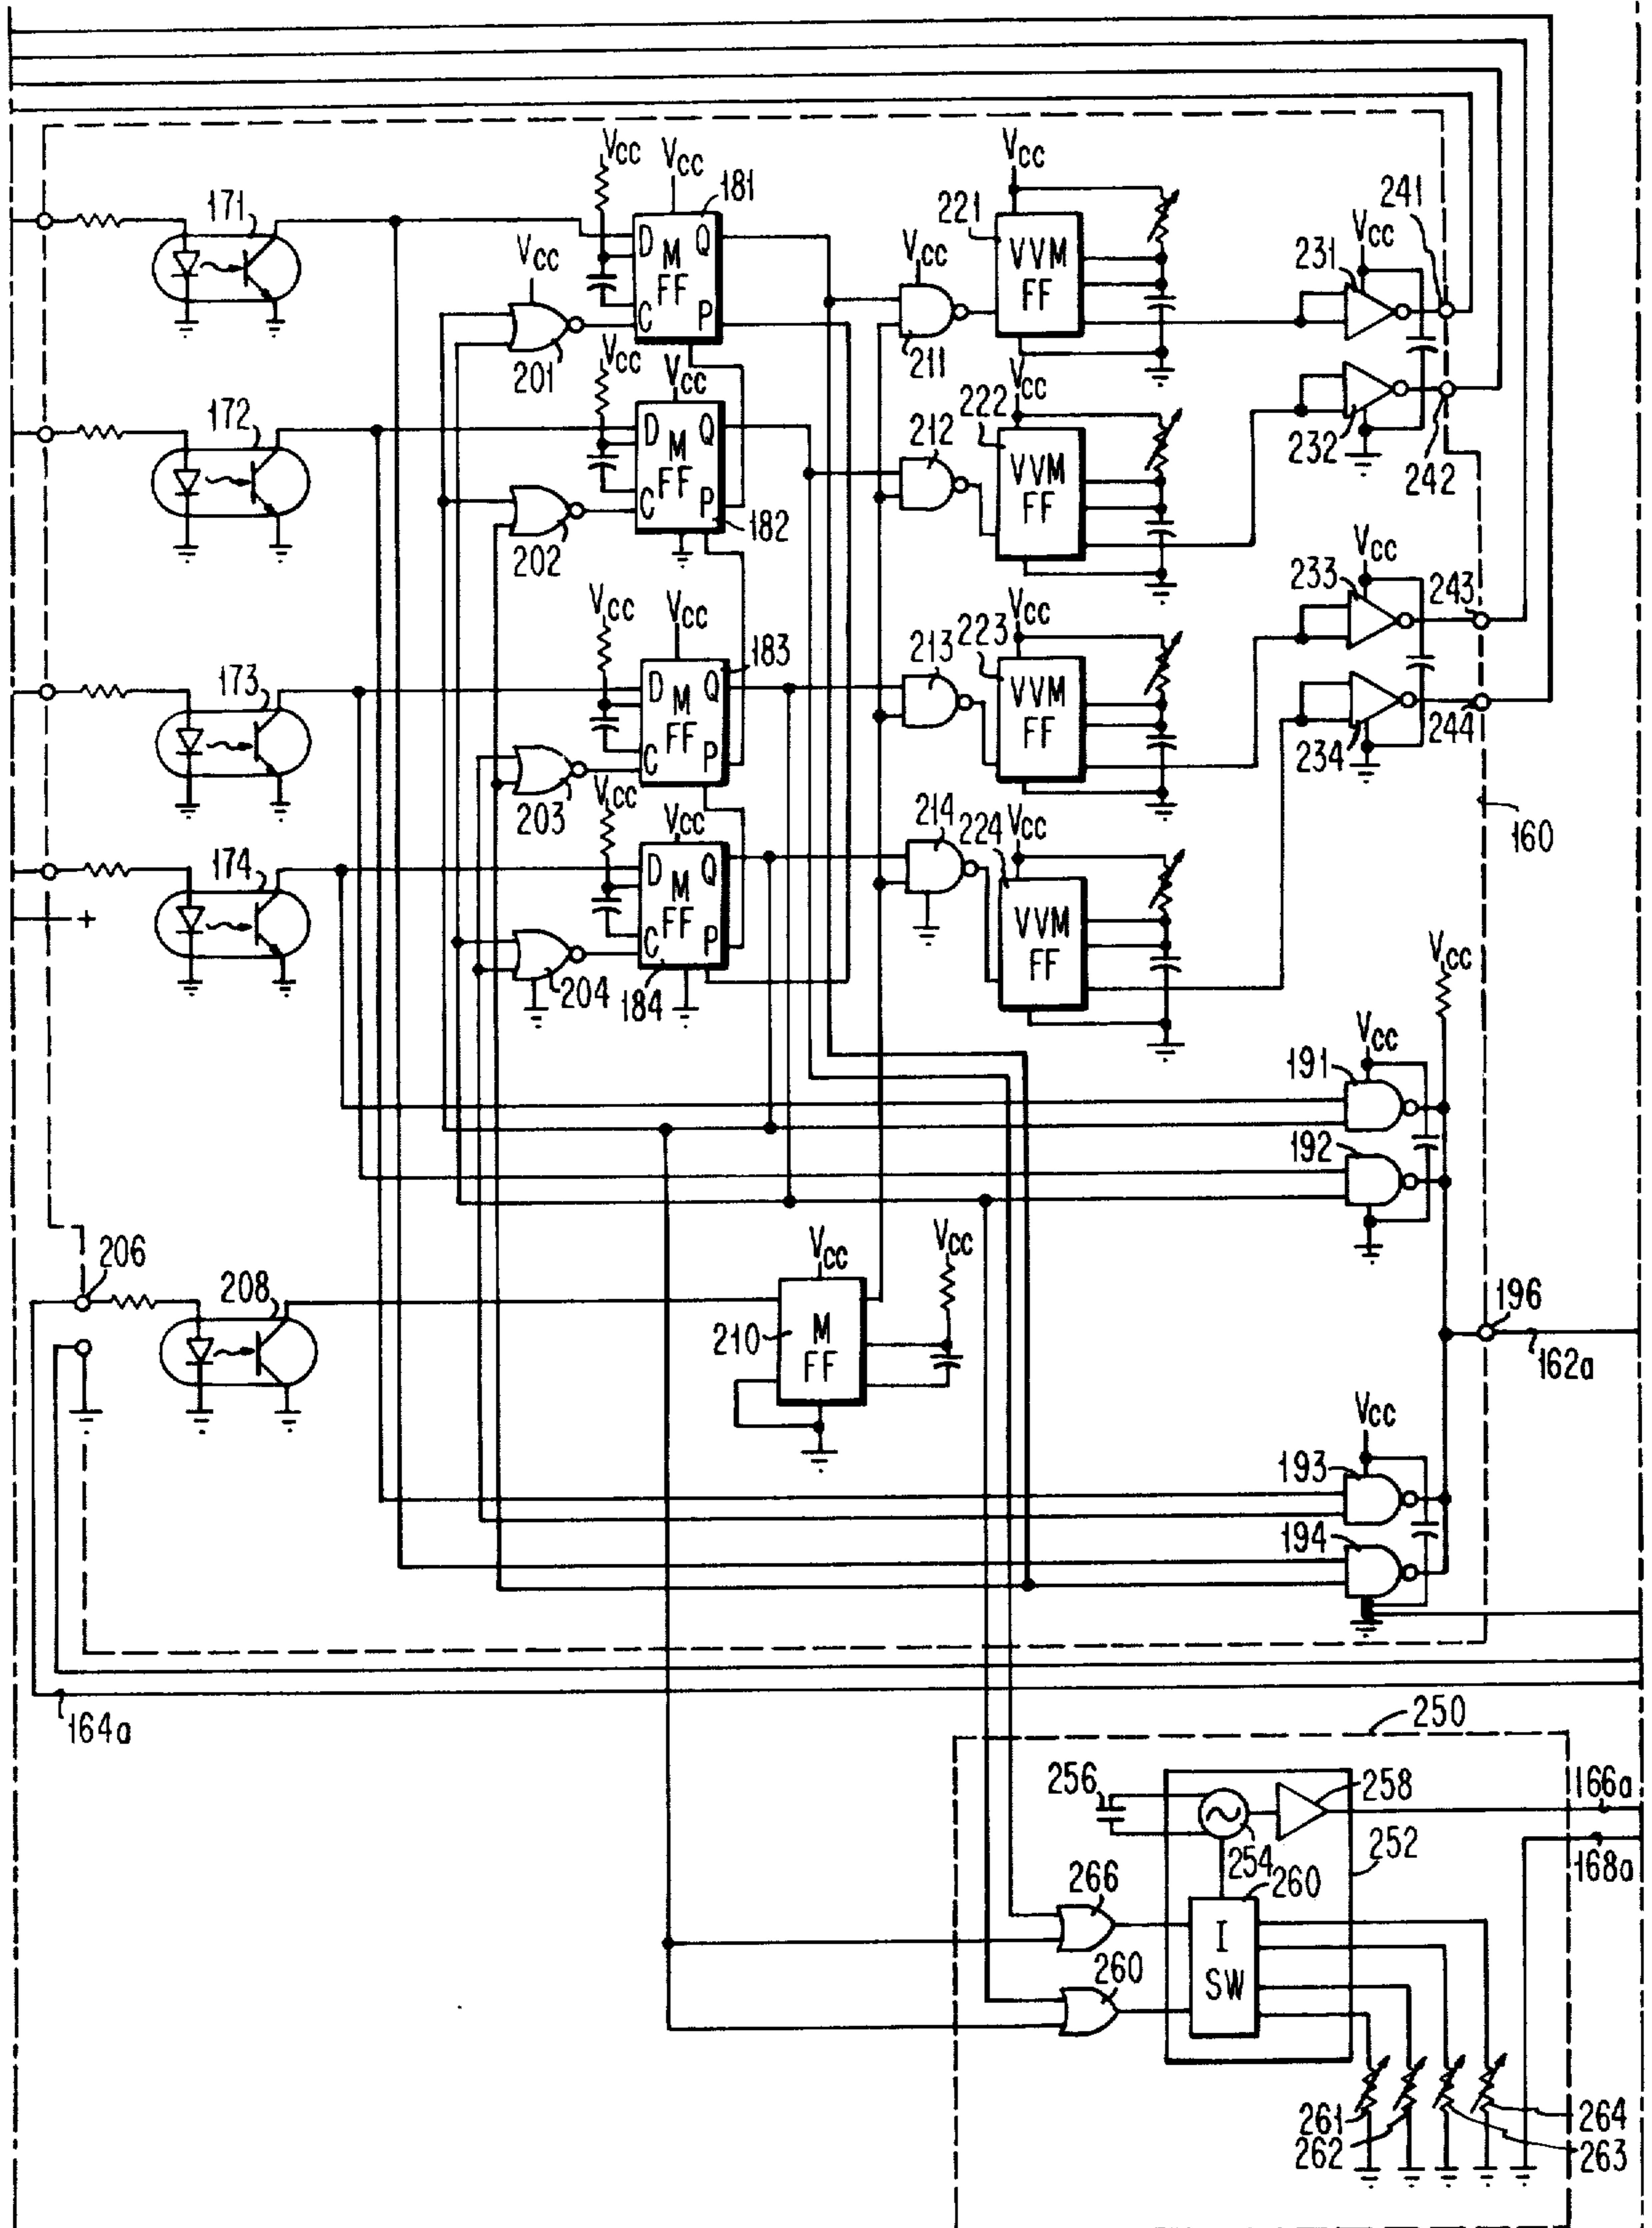 Vcc
Vcc
181
171
D M Q
FF
C P
Vcc
201
Vcc
221
VVM
FF
Vcc
211
241
Vcc
231
232
242
172
Vcc
Vcc
D M Q
FF
C P
182
202
212
Vcc
222
VVM
FF
173
Vcc
Vcc
183
D M Q
FF
C P
203
213
223
Vcc
VVM
FF
Vcc
233
243
234
244
160
174
+
Vcc
Vcc
D M Q
FF
C P
204
184
214
224
Vcc
VVM
FF
Vcc
191
Vcc
192
206
208
Vcc
Vcc
210
M
FF
196
162a
Vcc
193
194
164a
250
256
258
166a
254
252
168a
260
266
I
SW
260
261
262
264
263